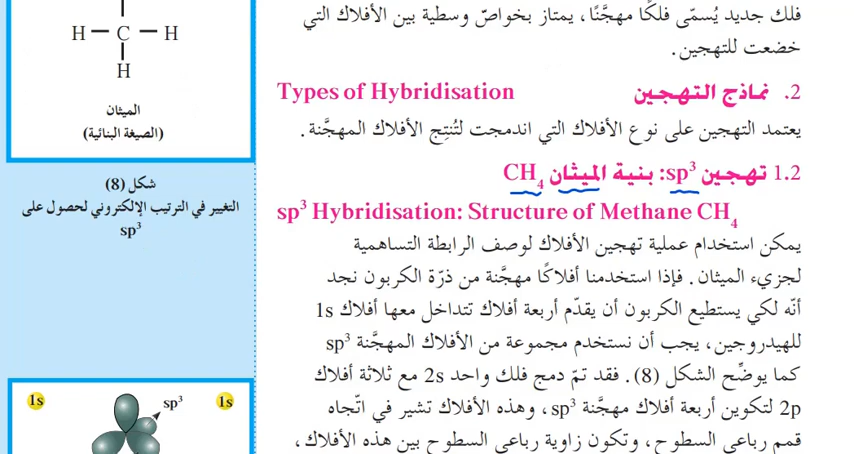 فلك جديد يُسمّى فلكًا مهجَّنًا، يمتاز بخواصّ وسطية بين الأفلاك التي
خضعت للتهجين.
2. نماذج التهجين Types of Hybridisation
يعتمد التهجين على نوع الأفلاك التي اندمجت لتُنتِج الأفلاك المهجَّنة.
1.2 تهجين sp³: بنية الميثان CH₄
sp³ Hybridisation: Structure of Methane CH₄
يمكن استخدام عملية تهجين الأفلاك لوصف الرابطة التساهمية
لجزيء الميثان. فإذا استخدمنا أفلاكًا مهجَّنة من ذرّة الكربون نجد
أنّه لكي يستطيع الكربون أن يقدّم أربعة أفلاك تتداخل معها أفلاك 1s
للهيدروجين، يجب أن نستخدم مجموعة من الأفلاك المهجَّنة sp³
كما يوضّح الشكل (8). فقد تمّ دمج فلك واحد 2s مع ثلاثة أفلاك
2p لتكوين أربعة أفلاك مهجَّنة sp³، وهذه الأفلاك تشير في اتّجاه
قمم رباعي السطوح، وتكون زاوية رباعي السطوح بين هذه الأفلاك،
H — C — H
H
الميثان
(الصيغة البنائية)
شكل (8)
التغيير في الترتيب الإلكتروني لحصول على
sp³
1s sp³ 1s